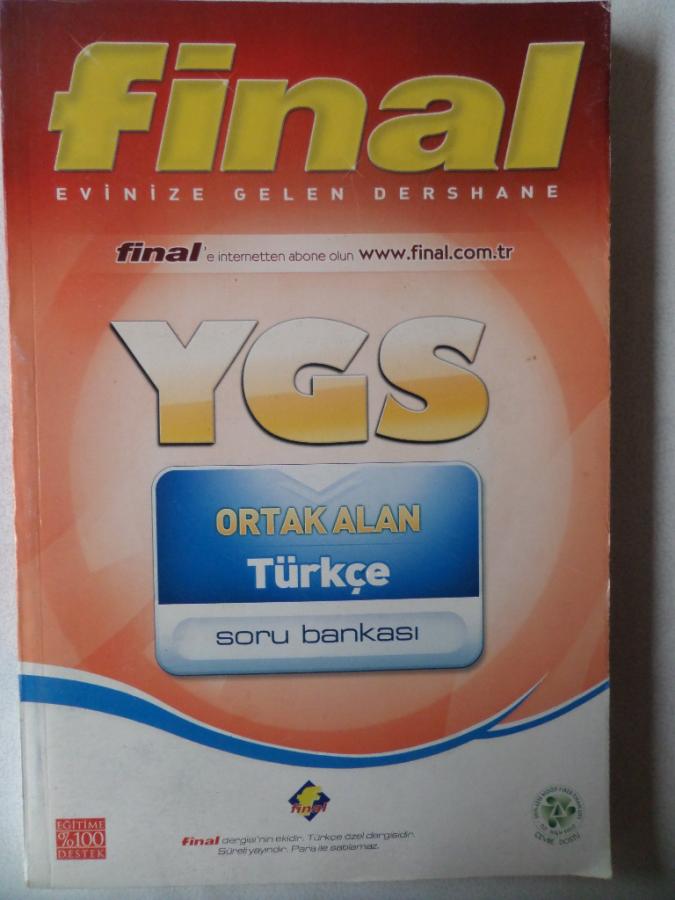 final
EVİNİZE GELEN DERSHANE
final'e internetten abone olun www.final.com.tr
YGS
ORTAK ALAN
Türkçe
soru bankası
final
EĞİTİME
%100
DESTEK
final dergisi'nin ekidir. Türkçe özel dergisidir.
Süreli yayındır. Para ile satılamaz.
ÇEVRE DOSTU